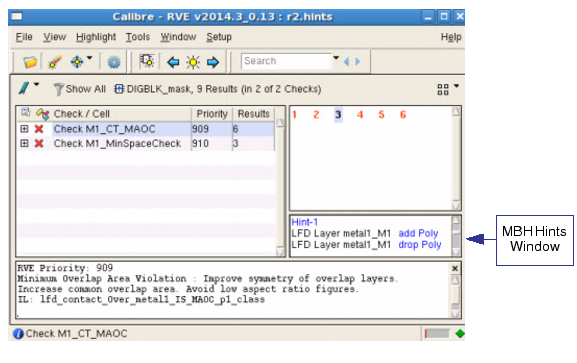 Calibre - RVE v2014.3_0.13 : r2.hints
File View Highlight Tools Window Setup Help
Search
Show All DIGBLK_mask, 9 Results (in 2 of 2 Checks)
Check / Cell Priority Results
Check M1_CT_MAOC 909 6
Check M1_MinSpaceCheck 910 3
1 2 3 4 5 6
Hint-1
LFD Layer metal1_M1 add Poly
LFD Layer metal1_M1 drop Poly
MBH Hints
Window
RVE Priority: 909
Minimum Overlap Area Violation : Improve symmetry of overlap layers.
Increase common overlap area. Avoid low aspect ratio figures.
IL: lfd_contact_Over_metal1_IS_MAOC_p1_class
Check M1_CT_MAOC